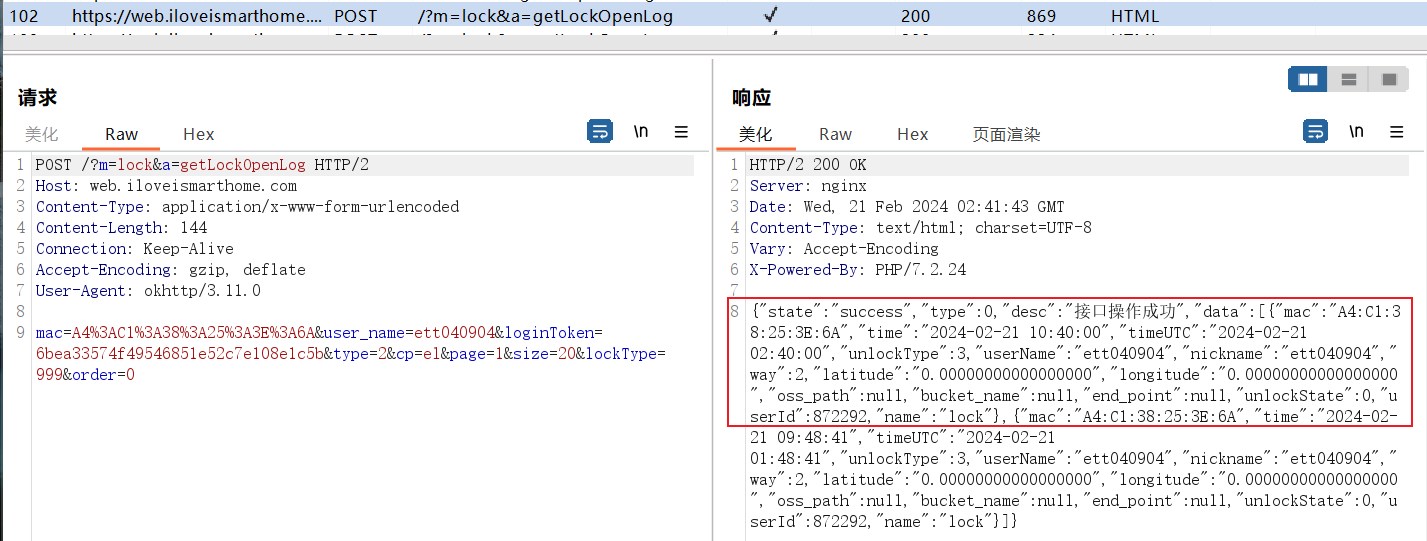 102 https://web.iloveismarthome.... POST /?m=lock&a=getLockOpenLog ✓ 200 869 HTML
请求
美化 Raw Hex \n
1 POST /?m=lock&a=getLockOpenLog HTTP/2
2 Host: web.iloveismarthome.com
3 Content-Type: application/x-www-form-urlencoded
4 Content-Length: 144
5 Connection: Keep-Alive
6 Accept-Encoding: gzip, deflate
7 User-Agent: okhttp/3.11.0
8
9 mac=A4%3AC1%3A38%3A25%3A3E%3A6A&user_name=ett040904&loginToken=
6bea33574f49546851e52c7e108e1c5b&type=2&cp=el&page=1&size=20&lockType=
999&order=0
响应
美化 Raw Hex 页面渲染 \n
1 HTTP/2 200 OK
2 Server: nginx
3 Date: Wed, 21 Feb 2024 02:41:43 GMT
4 Content-Type: text/html; charset=UTF-8
5 Vary: Accept-Encoding
6 X-Powered-By: PHP/7.2.24
7
8 {"state":"success","type":0,"desc":"接口操作成功","data":[{"mac":"A4:C1:3
8:25:3E:6A","time":"2024-02-21 10:40:00","timeUTC":"2024-02-21
02:40:00","unlockType":3,"userName":"ett040904","nickname":"ett040904","
way":2,"latitude":"0.00000000000000000","longitude":"0.00000000000000000
","oss_path":null,"bucket_name":null,"end_point":null,"unlockState":0,"u
serId":872292,"name":"lock"},{"mac":"A4:C1:38:25:3E:6A","time":"2024-02-
21 09:48:41","timeUTC":"2024-02-21
01:48:41","unlockType":3,"userName":"ett040904","nickname":"ett040904","
way":2,"latitude":"0.00000000000000000","longitude":"0.00000000000000000
","oss_path":null,"bucket_name":null,"end_point":null,"unlockState":0,"u
serId":872292,"name":"lock"}]}